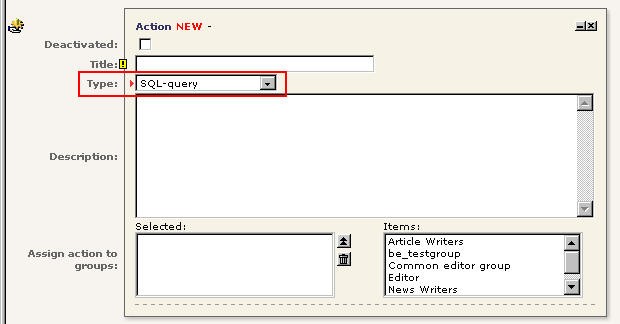 Action NEW -
Deactivated:
Title:
Type: SQL-query
Description:
Selected: Items:
Assign action to groups:
Article Writers
be_testgroup
Common editor group
Editor
News Writers